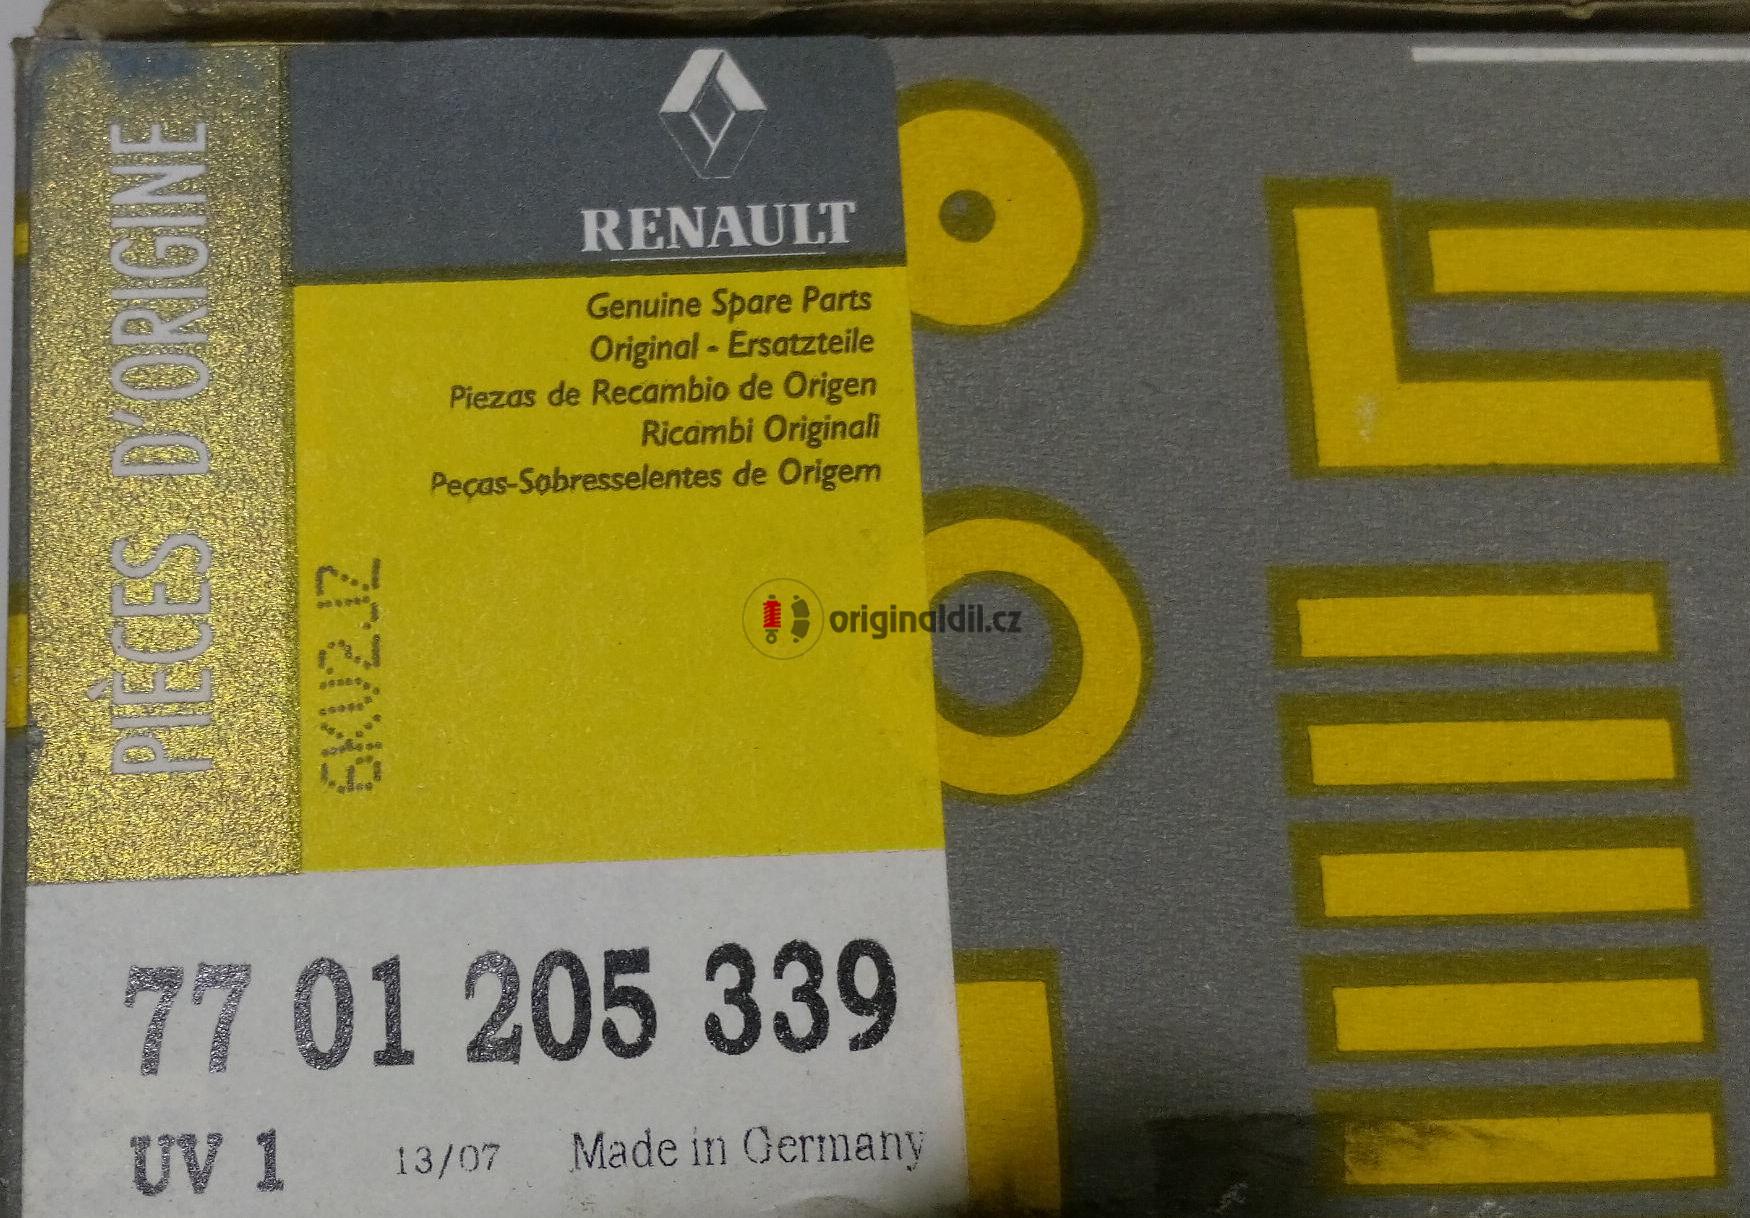 PIÈCES D'ORIGINE
RENAULT
Genuine Spare Parts
Original - Ersatzteile
Piezas de Recambio de Origen
Ricambi Originali
Peças-Sobresselentes de Origem
originaldil.cz
77 01 205 339
UV 1 13/07 Made in Germany